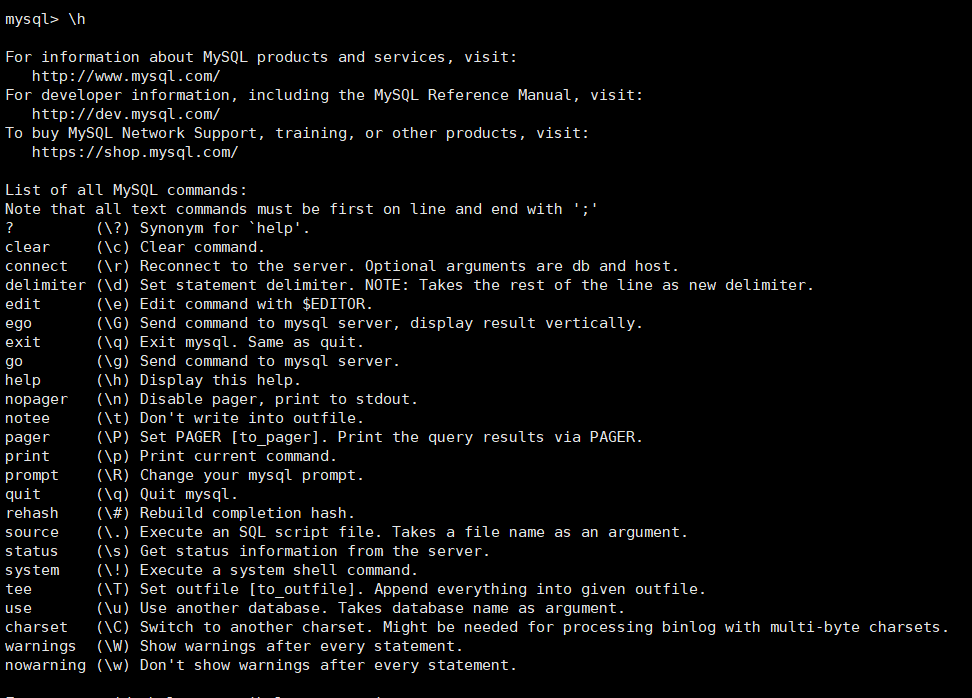 mysql> \h
For information about MySQL products and services, visit:
   http://www.mysql.com/
For developer information, including the MySQL Reference Manual, visit:
   http://dev.mysql.com/
To buy MySQL Network Support, training, or other products, visit:
   https://shop.mysql.com/
List of all MySQL commands:
Note that all text commands must be first on line and end with ';'
?         (\?) Synonym for `help'.
clear     (\c) Clear command.
connect   (\r) Reconnect to the server. Optional arguments are db and host.
delimiter (\d) Set statement delimiter. NOTE: Takes the rest of the line as new delimiter.
edit      (\e) Edit command with $EDITOR.
ego       (\G) Send command to mysql server, display result vertically.
exit      (\q) Exit mysql. Same as quit.
go        (\g) Send command to mysql server.
help      (\h) Display this help.
nopager   (\n) Disable pager, print to stdout.
notee     (\t) Don't write into outfile.
pager     (\P) Set PAGER [to_pager]. Print the query results via PAGER.
print     (\p) Print current command.
prompt    (\R) Change your mysql prompt.
quit      (\q) Quit mysql.
rehash    (\#) Rebuild completion hash.
source    (\.) Execute an SQL script file. Takes a file name as an argument.
status    (\s) Get status information from the server.
system    (\!) Execute a system shell command.
tee       (\T) Set outfile [to_outfile]. Append everything into given outfile.
use       (\u) Use another database. Takes database name as argument.
charset   (\C) Switch to another charset. Might be needed for processing binlog with multi-byte charsets.
warnings  (\W) Show warnings after every statement.
nowarning (\w) Don't show warnings after every statement.